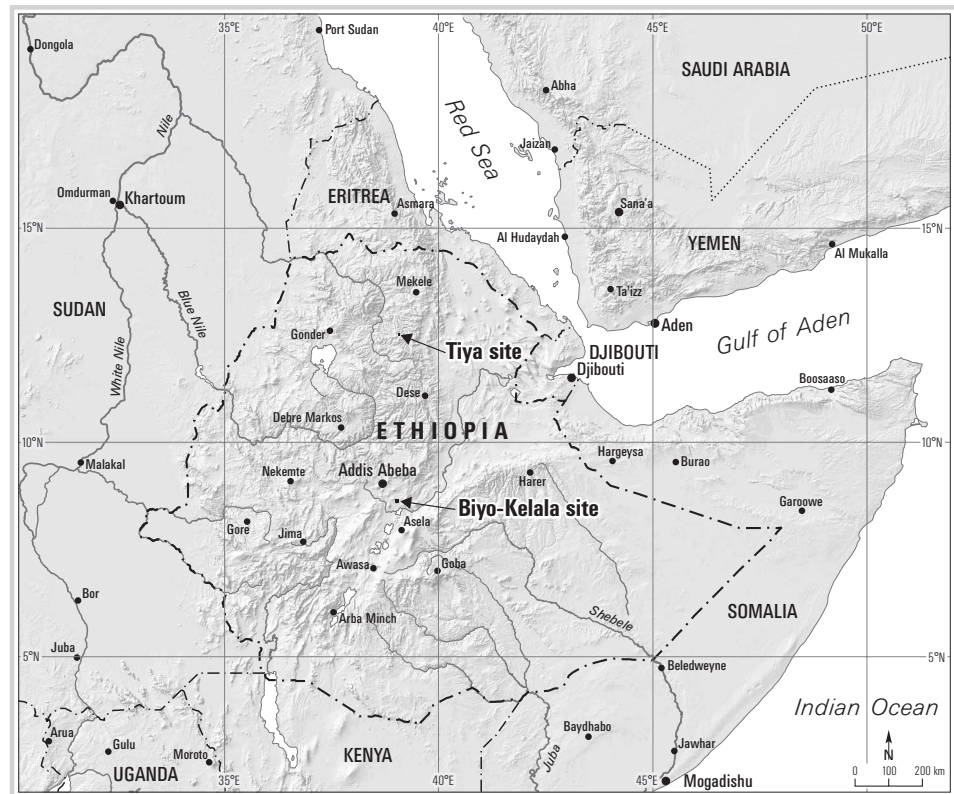 35°E
40°E
45°E
50°E
Port Sudan
Dongola
SAUDI ARABIA
Abha
Red Sea
Nile
Jaizan
Omdurman
Khartoum
ERITREA
Asmara
Sana'a
15°N
15°N
Al Hudaydah
YEMEN
Al Mukalla
Mekele
Ta'izz
SUDAN
Blue Nile
Gonder
Aden
Gulf of Aden
White Nile
Tiya site
DJIBOUTI
Djibouti
Boosaaso
Dese
Debre Markos
ETHIOPIA
10°N
10°N
Malakal
Nekemte
Addis Abeba
Hargeysa
Burao
Harer
Biyo-Kelala site
Garoowe
Gore
Asela
Jima
Awasa
Goba
Bor
Arba Minch
Shebele
SOMALIA
Juba
5°N
5°N
Beledweyne
Indian Ocean
Arua
Gulu
Moroto
Baydhabo
KENYA
Juba
Jawhar
N
UGANDA
35°E
40°E
45°E
Mogadishu
0 100 200 km